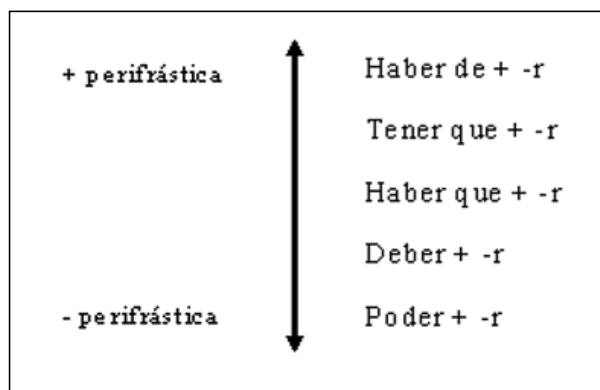 + perifrástica
Haber de + -r
Tener que + -r
Haber que + -r
Deber + -r
- perifrástica
Poder + -r